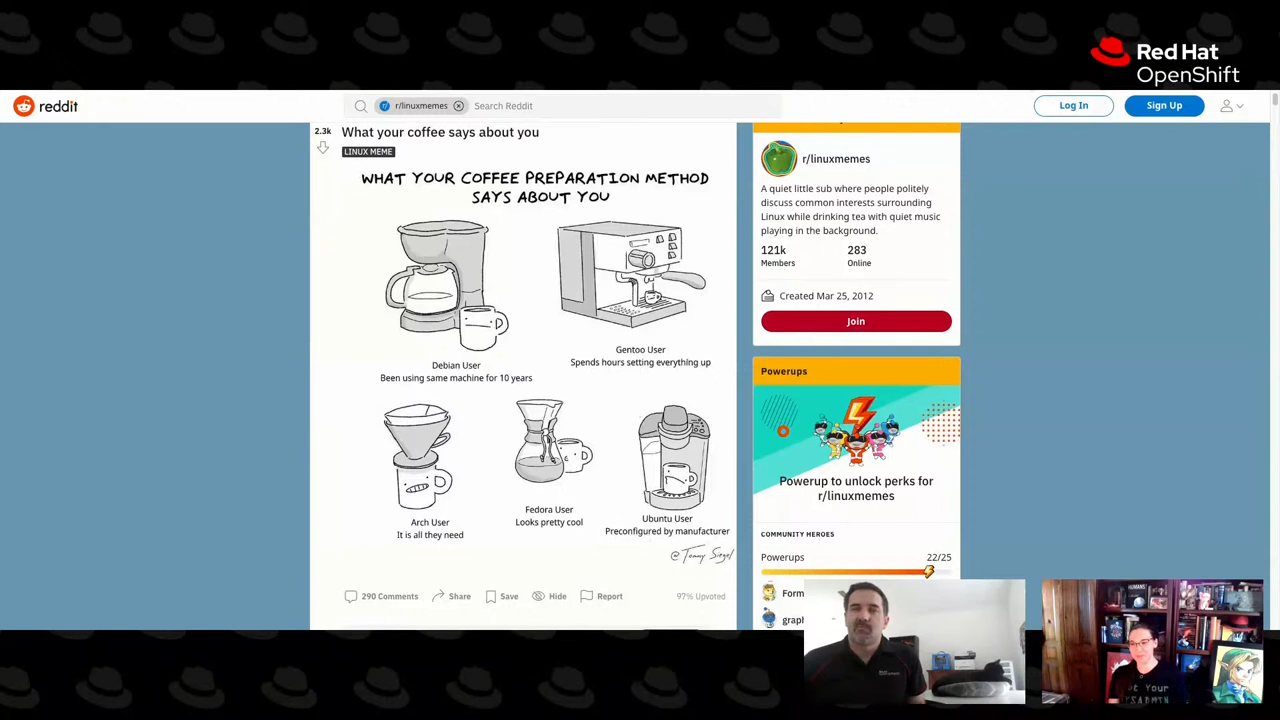 Red Hat
OpenShift
reddit
r/linuxmemes
Search Reddit
Log In
Sign Up
2.3k
What your coffee says about you
LINUX MEME
WHAT YOUR COFFEE PREPARATION METHOD
SAYS ABOUT YOU
Debian User
Been using same machine for 10 years
Gentoo User
Spends hours setting everything up
Arch User
It is all they need
Fedora User
Looks pretty cool
Ubuntu User
Preconfigured by manufacturer
@Tommy Siegel
290 Comments
Share
Save
Hide
Report
97% Upvoted
r/linuxmemes
A quiet little sub where people politely
discuss common interests surrounding
Linux while drinking tea with quiet music
playing in the background.
121k
283
Members
Online
Created Mar 25, 2012
Join
Powerups
Powerup to unlock perks for
r/linuxmemes
COMMUNITY HEROES
Powerups
22/25
Form
graph
HUMANS